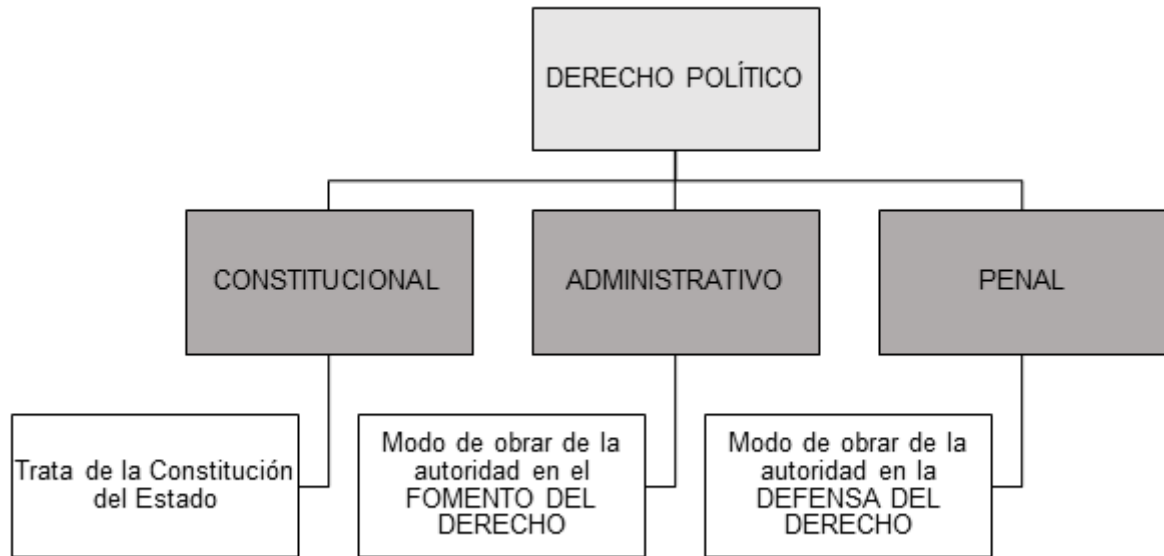 DERECHO POLÍTICO
CONSTITUCIONAL
ADMINISTRATIVO
PENAL
Trata de la Constitución
del Estado
Modo de obrar de la
autoridad en el
FOMENTO DEL
DERECHO
Modo de obrar de la
autoridad en la
DEFENSA DEL
DERECHO